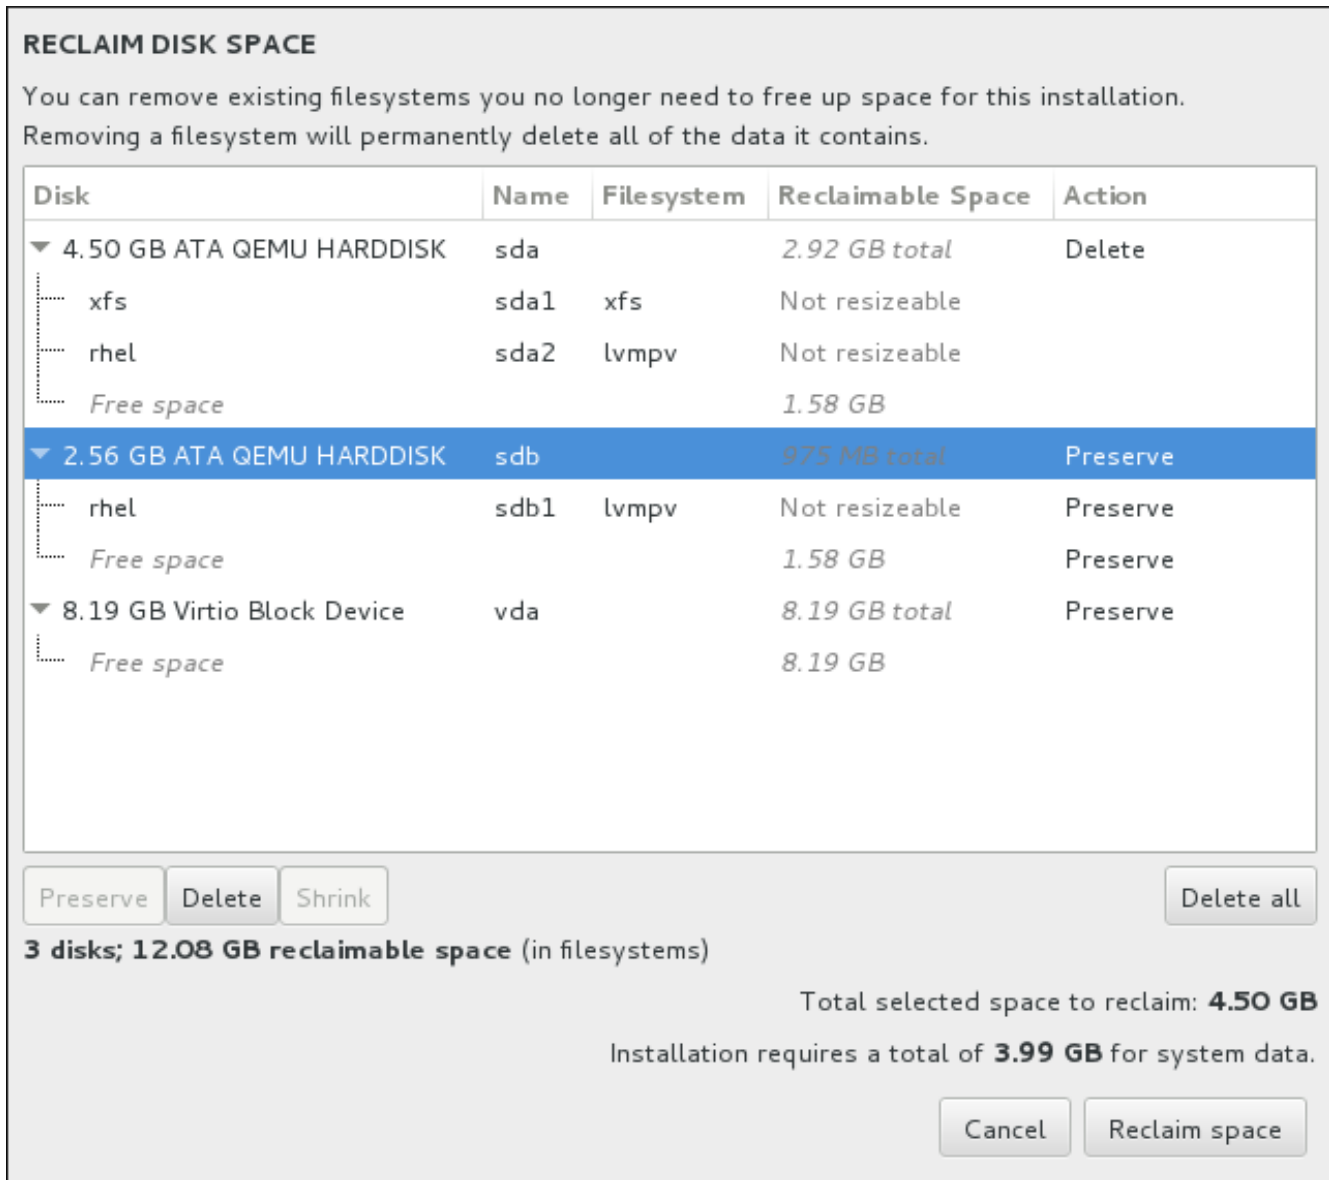 RECLAIM DISK SPACE
You can remove existing filesystems you no longer need to free up space for this installation.
Removing a filesystem will permanently delete all of the data it contains.
Disk Name Filesystem Reclaimable Space Action
4.50 GB ATA QEMU HARDDISK sda 2.92 GB total Delete
xfs sda1 xfs Not resizeable
rhel sda2 lvmpv Not resizeable
Free space 1.58 GB
2.56 GB ATA QEMU HARDDISK sdb 975 MB total Preserve
rhel sdb1 lvmpv Not resizeable Preserve
Free space 1.58 GB Preserve
8.19 GB Virtio Block Device vda 8.19 GB total Preserve
Free space 8.19 GB
Preserve Delete Shrink Delete all
3 disks; 12.08 GB reclaimable space (in filesystems)
Total selected space to reclaim: 4.50 GB
Installation requires a total of 3.99 GB for system data.
Cancel Reclaim space